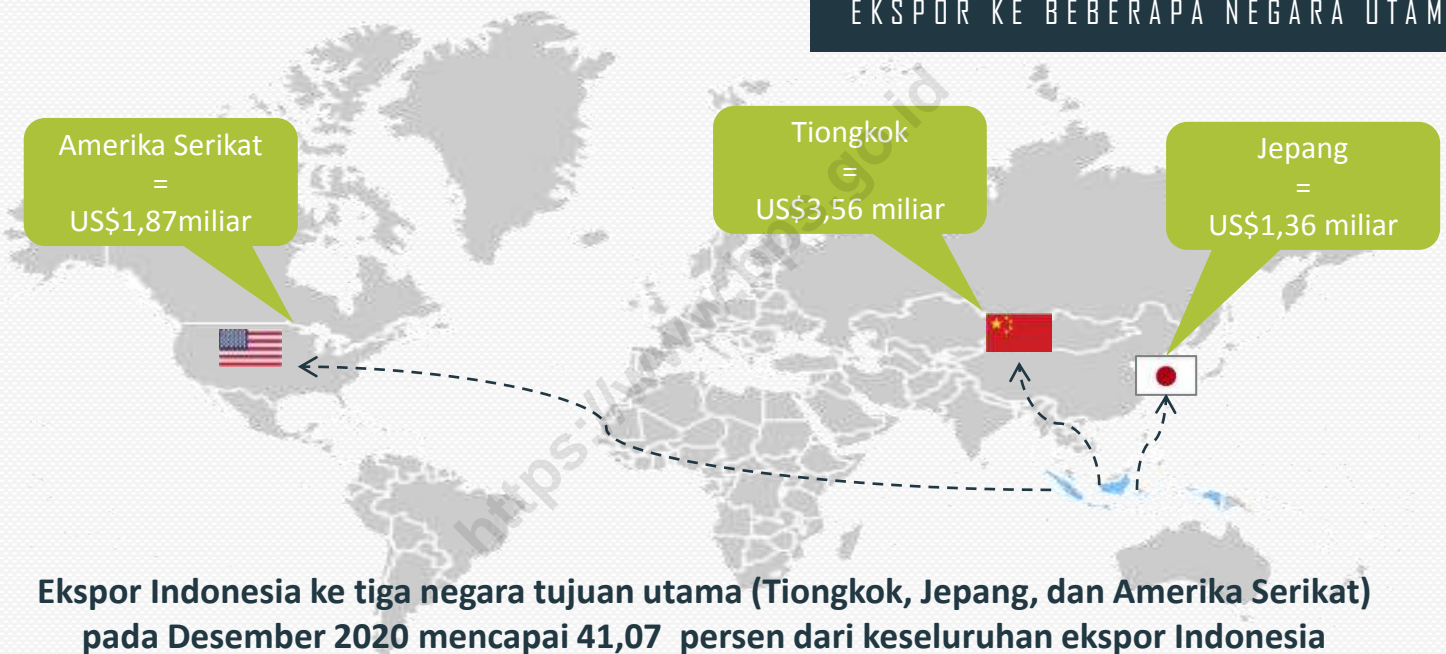 EKSPOR KE BEBERAPA NEGARA UTAM
Amerika Serikat
=
US$1,87miliar
Tiongkok
=
US$3,56 miliar
Jepang
=
US$1,36 miliar
https://www.bps.go.id
Ekspor Indonesia ke tiga negara tujuan utama (Tiongkok, Jepang, dan Amerika Serikat)
pada Desember 2020 mencapai 41,07 persen dari keseluruhan ekspor Indonesia